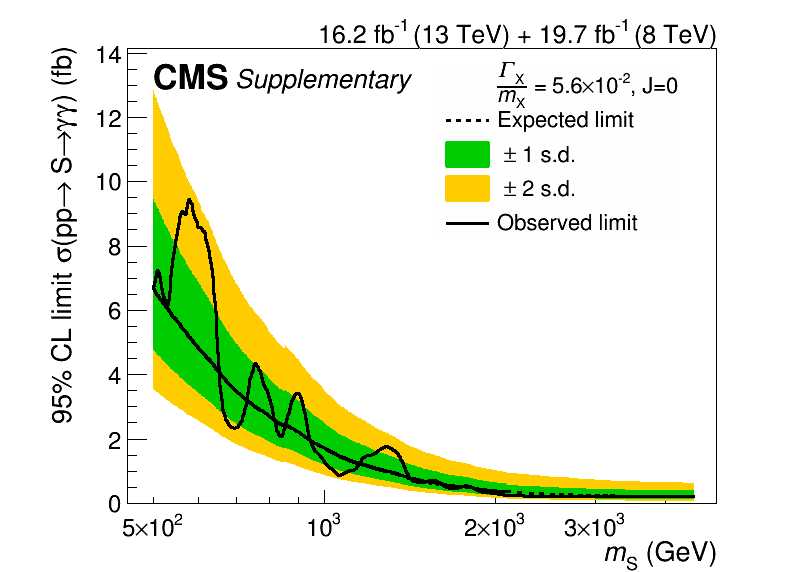 16.2 fb⁻¹ (13 TeV) + 19.7 fb⁻¹ (8 TeV)
CMS Supplementary
Γ_X / m_X = 5.6×10⁻², J=0
Expected limit
± 1 s.d.
± 2 s.d.
Observed limit
95% CL limit σ(pp→ S→γγ) (fb)
14
12
10
8
6
4
2
0
5×10² 10³ 2×10³ 3×10³
m_S (GeV)